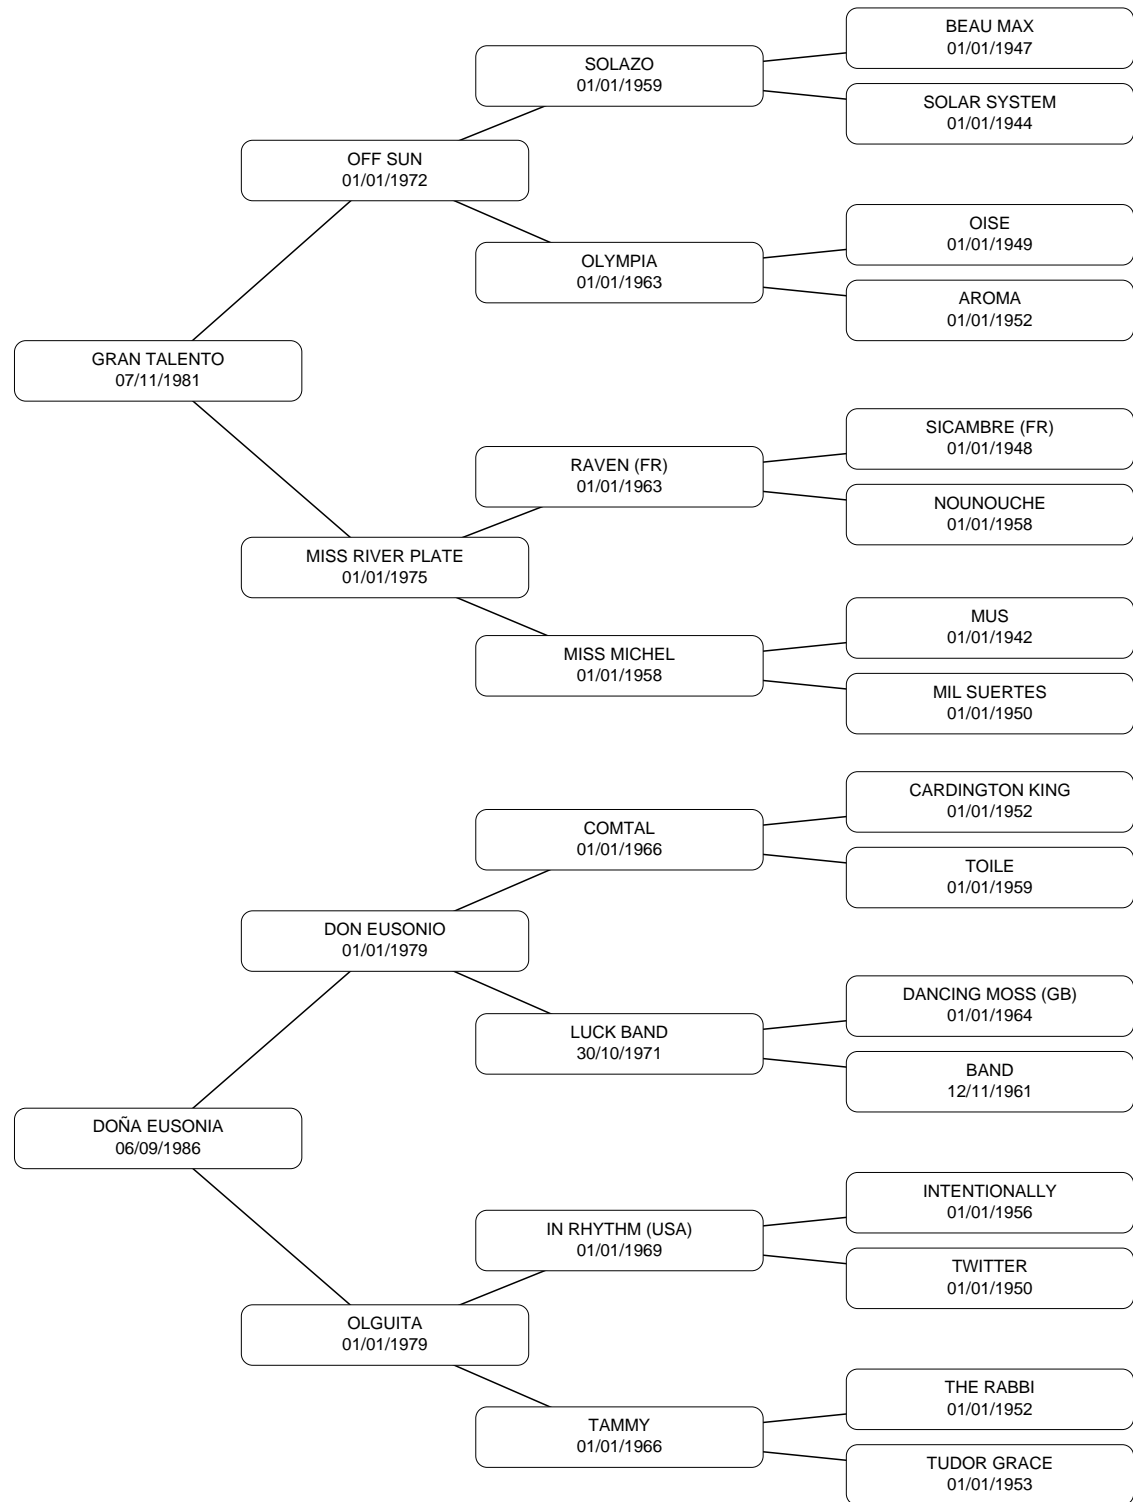 BEAU MAX
01/01/1947
SOLAZO
01/01/1959
SOLAR SYSTEM
01/01/1944
OFF SUN
01/01/1972
OISE
01/01/1949
OLYMPIA
01/01/1963
AROMA
01/01/1952
GRAN TALENTO
07/11/1981
SICAMBRE (FR)
01/01/1948
RAVEN (FR)
01/01/1963
NOUNOUCHE
01/01/1958
MISS RIVER PLATE
01/01/1975
MUS
01/01/1942
MISS MICHEL
01/01/1958
MIL SUERTES
01/01/1950
CARDINGTON KING
01/01/1952
COMTAL
01/01/1966
TOILE
01/01/1959
DON EUSONIO
01/01/1979
DANCING MOSS (GB)
01/01/1964
LUCK BAND
30/10/1971
BAND
12/11/1961
DOÑA EUSONIA
06/09/1986
INTENTIONALLY
01/01/1956
IN RHYTHM (USA)
01/01/1969
TWITTER
01/01/1950
OLGUITA
01/01/1979
THE RABBI
01/01/1952
TAMMY
01/01/1966
TUDOR GRACE
01/01/1953